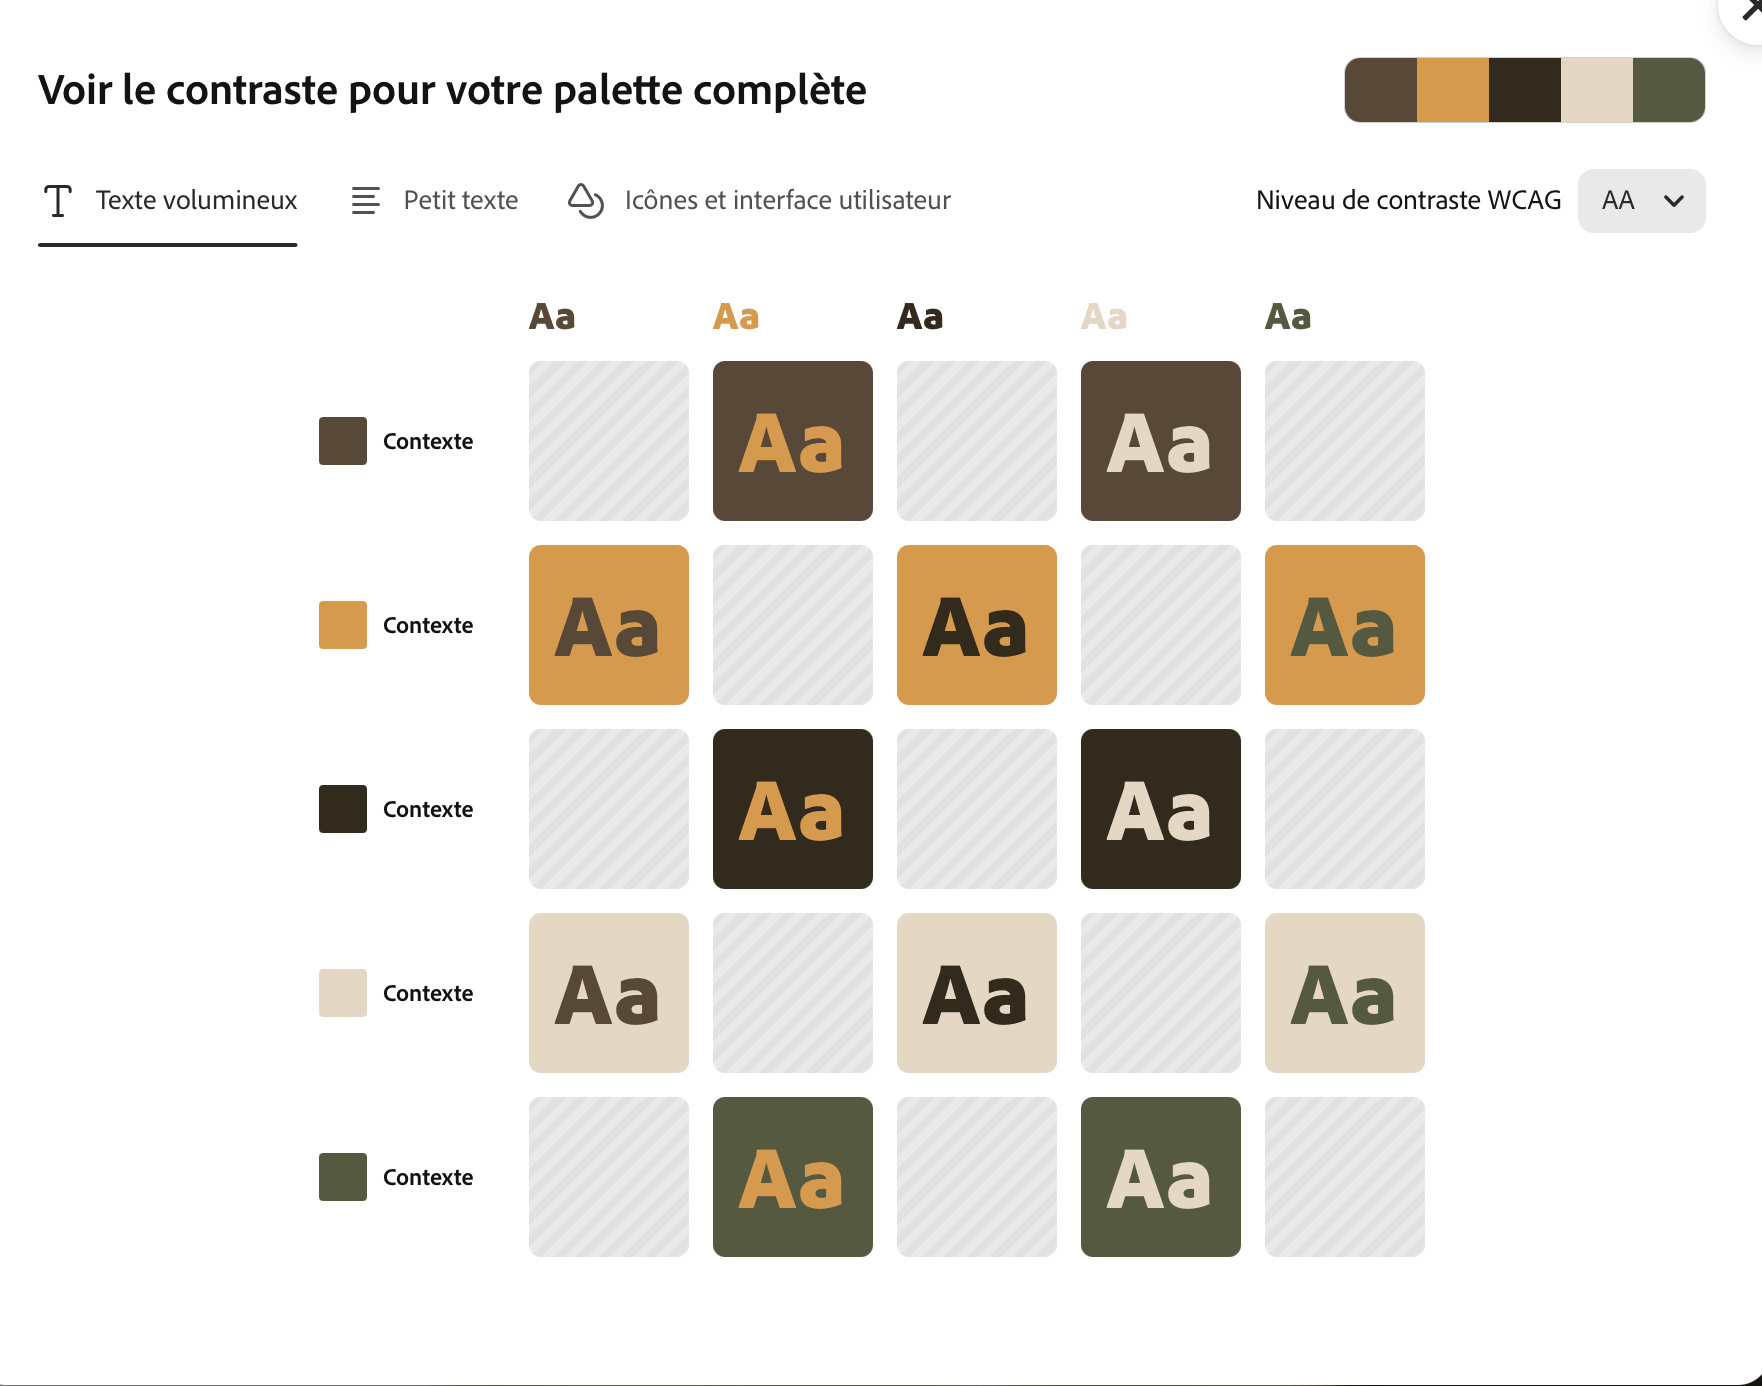 Voir le contraste pour votre palette complète
Texte volumineux Petit texte Icônes et interface utilisateur Niveau de contraste WCAG AA
Aa Aa Aa Aa Aa
Contexte Aa Aa
Contexte Aa Aa Aa
Contexte Aa Aa
Contexte Aa Aa Aa
Contexte Aa Aa